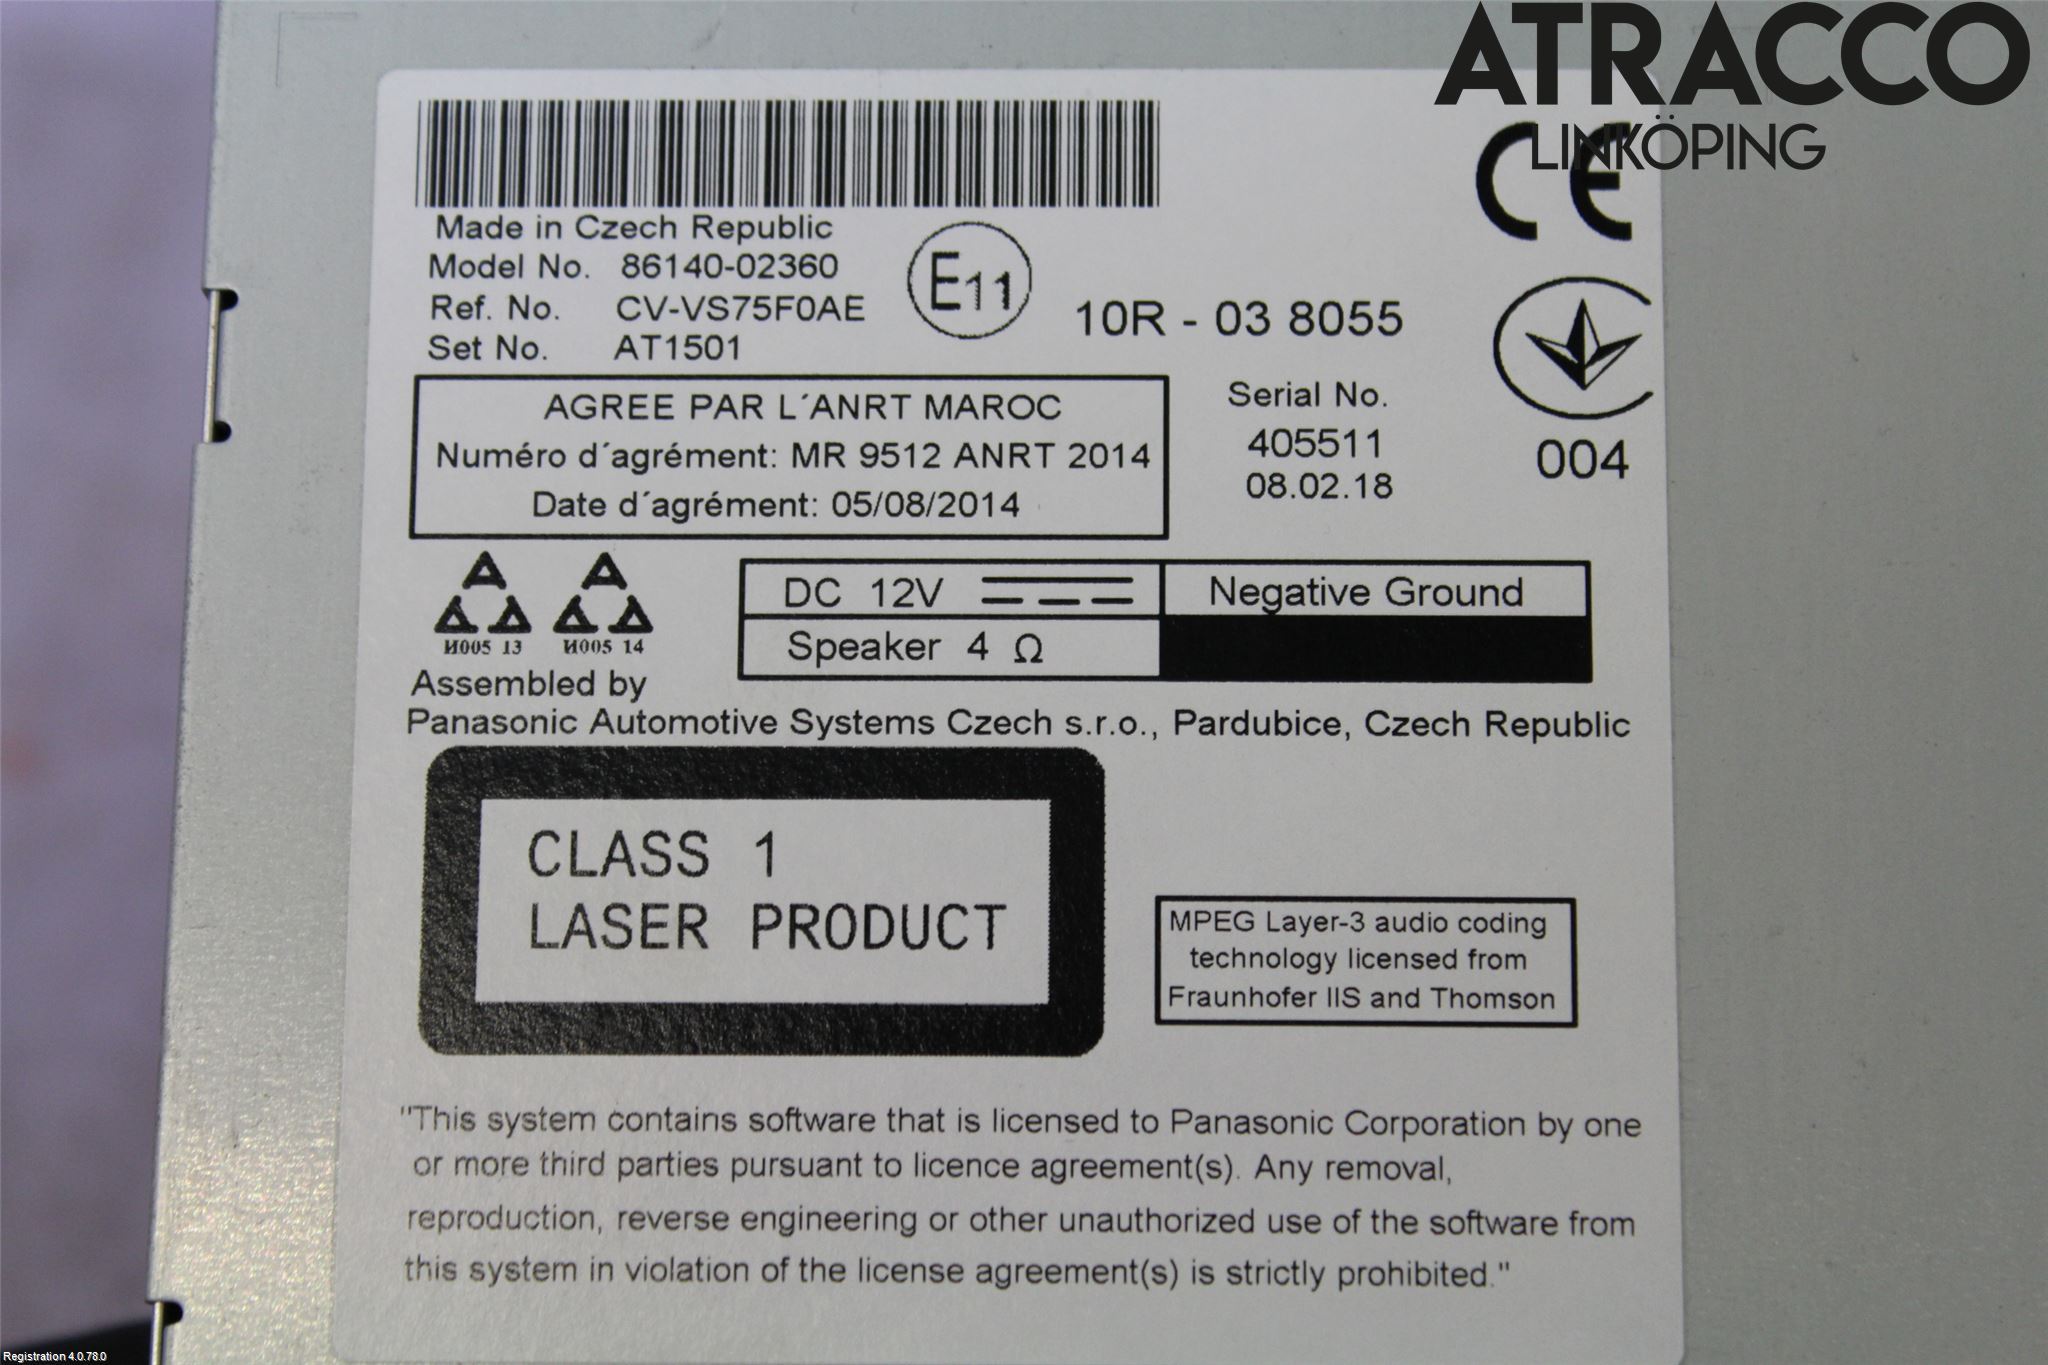 ATRACCO
LINKÖPING
CE
Made in Czech Republic
Model No. 86140-02360
Ref. No. CV-VS75F0AE
Set No. AT1501
E11
10R - 03 8055
AGREE PAR L´ANRT MAROC
Numéro d´agrément: MR 9512 ANRT 2014
Date d´agrément: 05/08/2014
Serial No.
405511
08.02.18
004
И005 13 И005 14
DC 12V Negative Ground
Speaker 4 Ω
Assembled by
Panasonic Automotive Systems Czech s.r.o., Pardubice, Czech Republic
CLASS 1
LASER PRODUCT
MPEG Layer-3 audio coding
technology licensed from
Fraunhofer IIS and Thomson
"This system contains software that is licensed to Panasonic Corporation by one
or more third parties pursuant to licence agreement(s). Any removal,
reproduction, reverse engineering or other unauthorized use of the software from
this system in violation of the license agreement(s) is strictly prohibited."
Registration 4.0.78.0